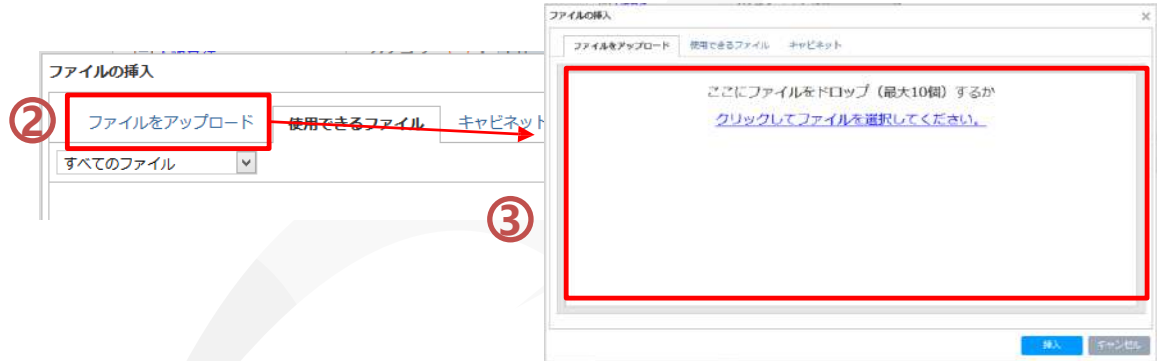 ファイルの挿入
②
ファイルをアップロード
使用できるファイル
キャビネット
すべてのファイル
③
ファイルの挿入
×
ファイルをアップロード
使用できるファイル
キャビネット
ここにファイルをドロップ（最大10個）するか
クリックしてファイルを選択してください。
挿入
キャンセル